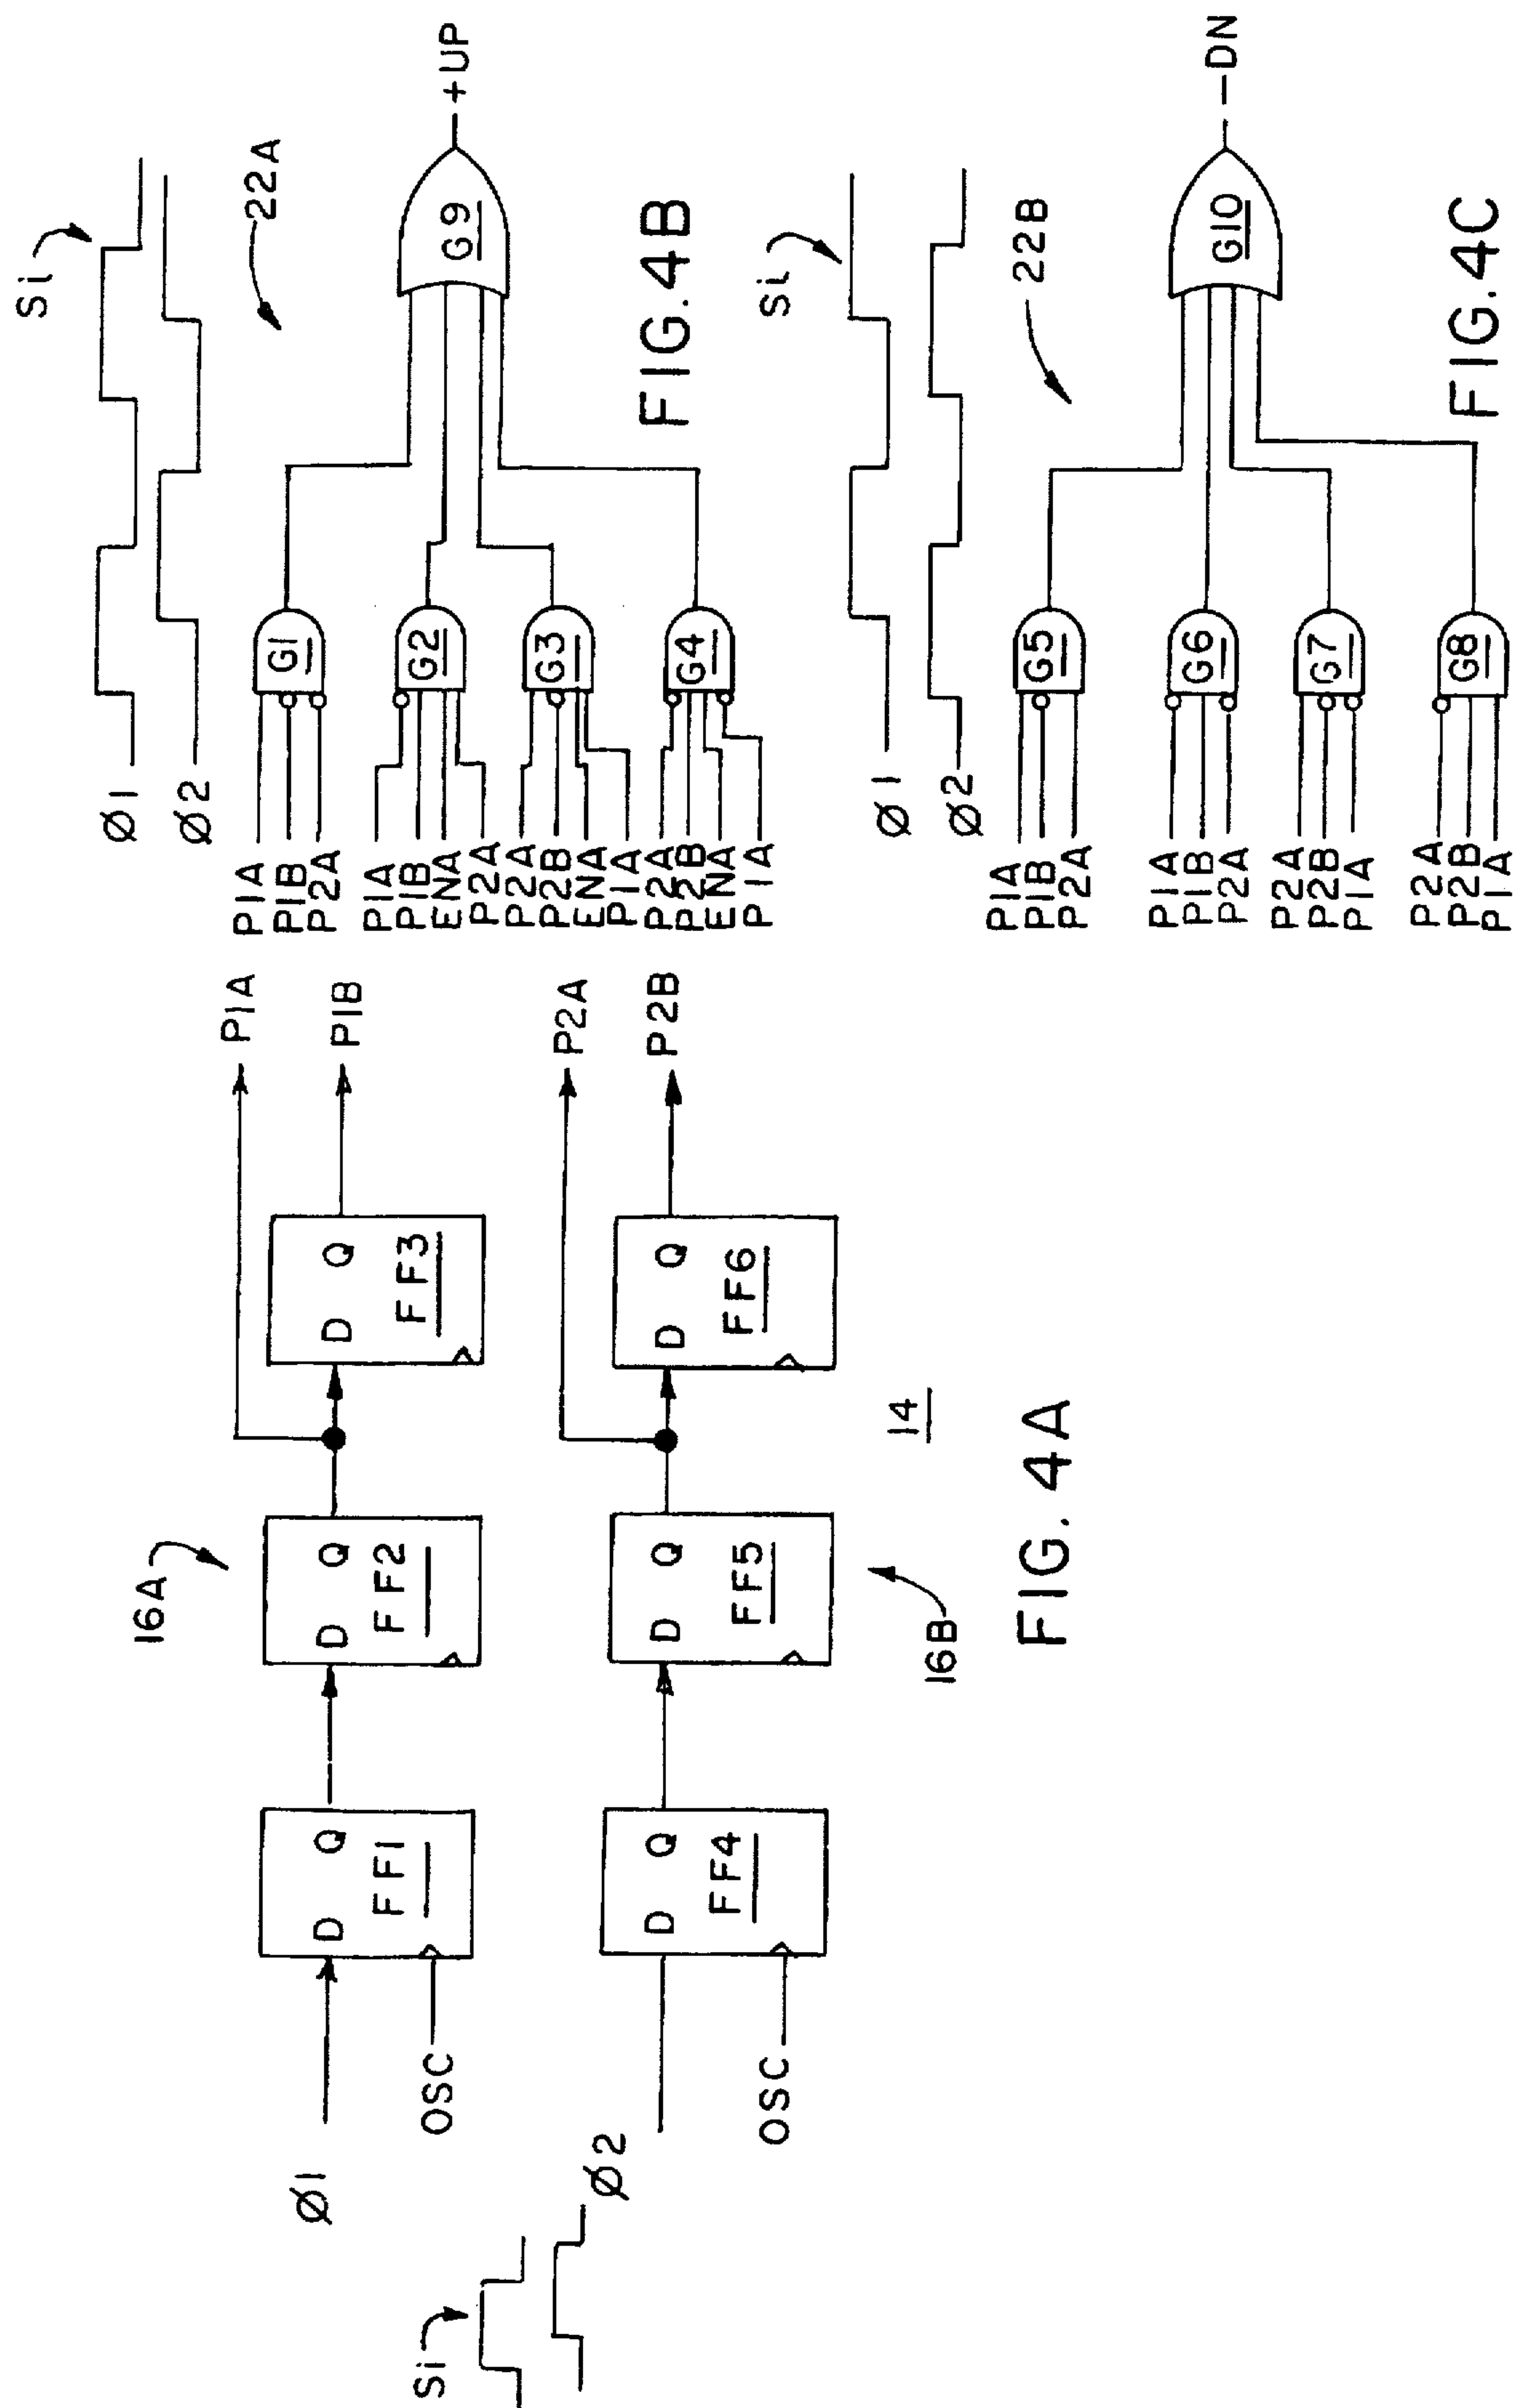 Si
Ø1
OSC
Ø2
OSC
16A
D Q
FF1
D Q
FF2
D Q
FF3
P1A
P1B
D Q
FF4
D Q
FF5
D Q
FF6
P2A
P2B
16B
14
FIG. 4A
Si
Ø1
Ø2
22A
P1A
P1B
P2A
G1
P1A
P1B
ENA
P2A
G2
P2A
P2B
ENA
P1A
G3
P2A
P2B
ENA
P1A
G4
G9
+UP
FIG.4B
Si
Ø1
Ø2
22B
P1A
P1B
P2A
G5
P1A
P1B
P2A
G6
P2A
P2B
P1A
G7
P2A
P2B
P1A
G8
G10
-DN
FIG.4C